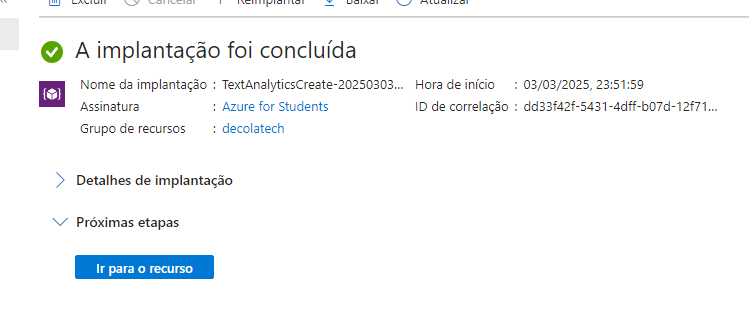 Excluir Cancelar Reimplantar Baixar Atualizar
A implantação foi concluída
Nome da implantação : TextAnalyticsCreate-20250303... Hora de início : 03/03/2025, 23:51:59
Assinatura : Azure for Students ID de correlação : dd33f42f-5431-4dff-b07d-12f71...
Grupo de recursos : decolatech
Detalhes de implantação
Próximas etapas
Ir para o recurso